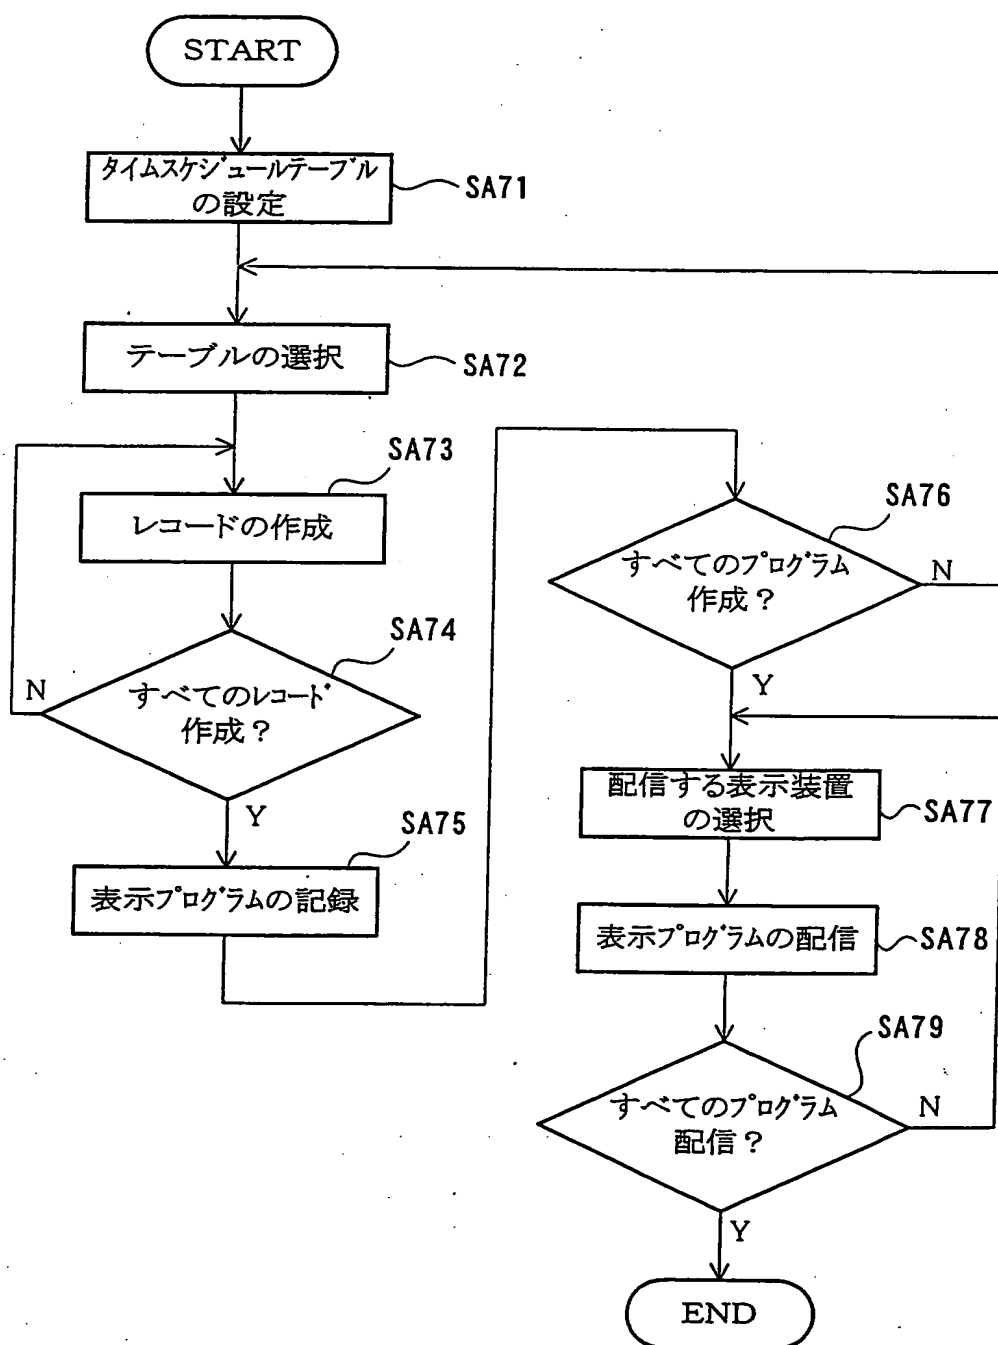 START
タイムスケジュールテーブル
の設定
SA71
テーブルの選択
SA72
SA73
レコードの作成
SA74
N
すべてのレコード
作成？
Y
SA75
表示プログラムの記録
SA76
すべてのプログラム
作成？
N
Y
配信する表示装置
の選択
SA77
表示プログラムの配信
SA78
SA79
すべてのプログラム
配信？
N
Y
END